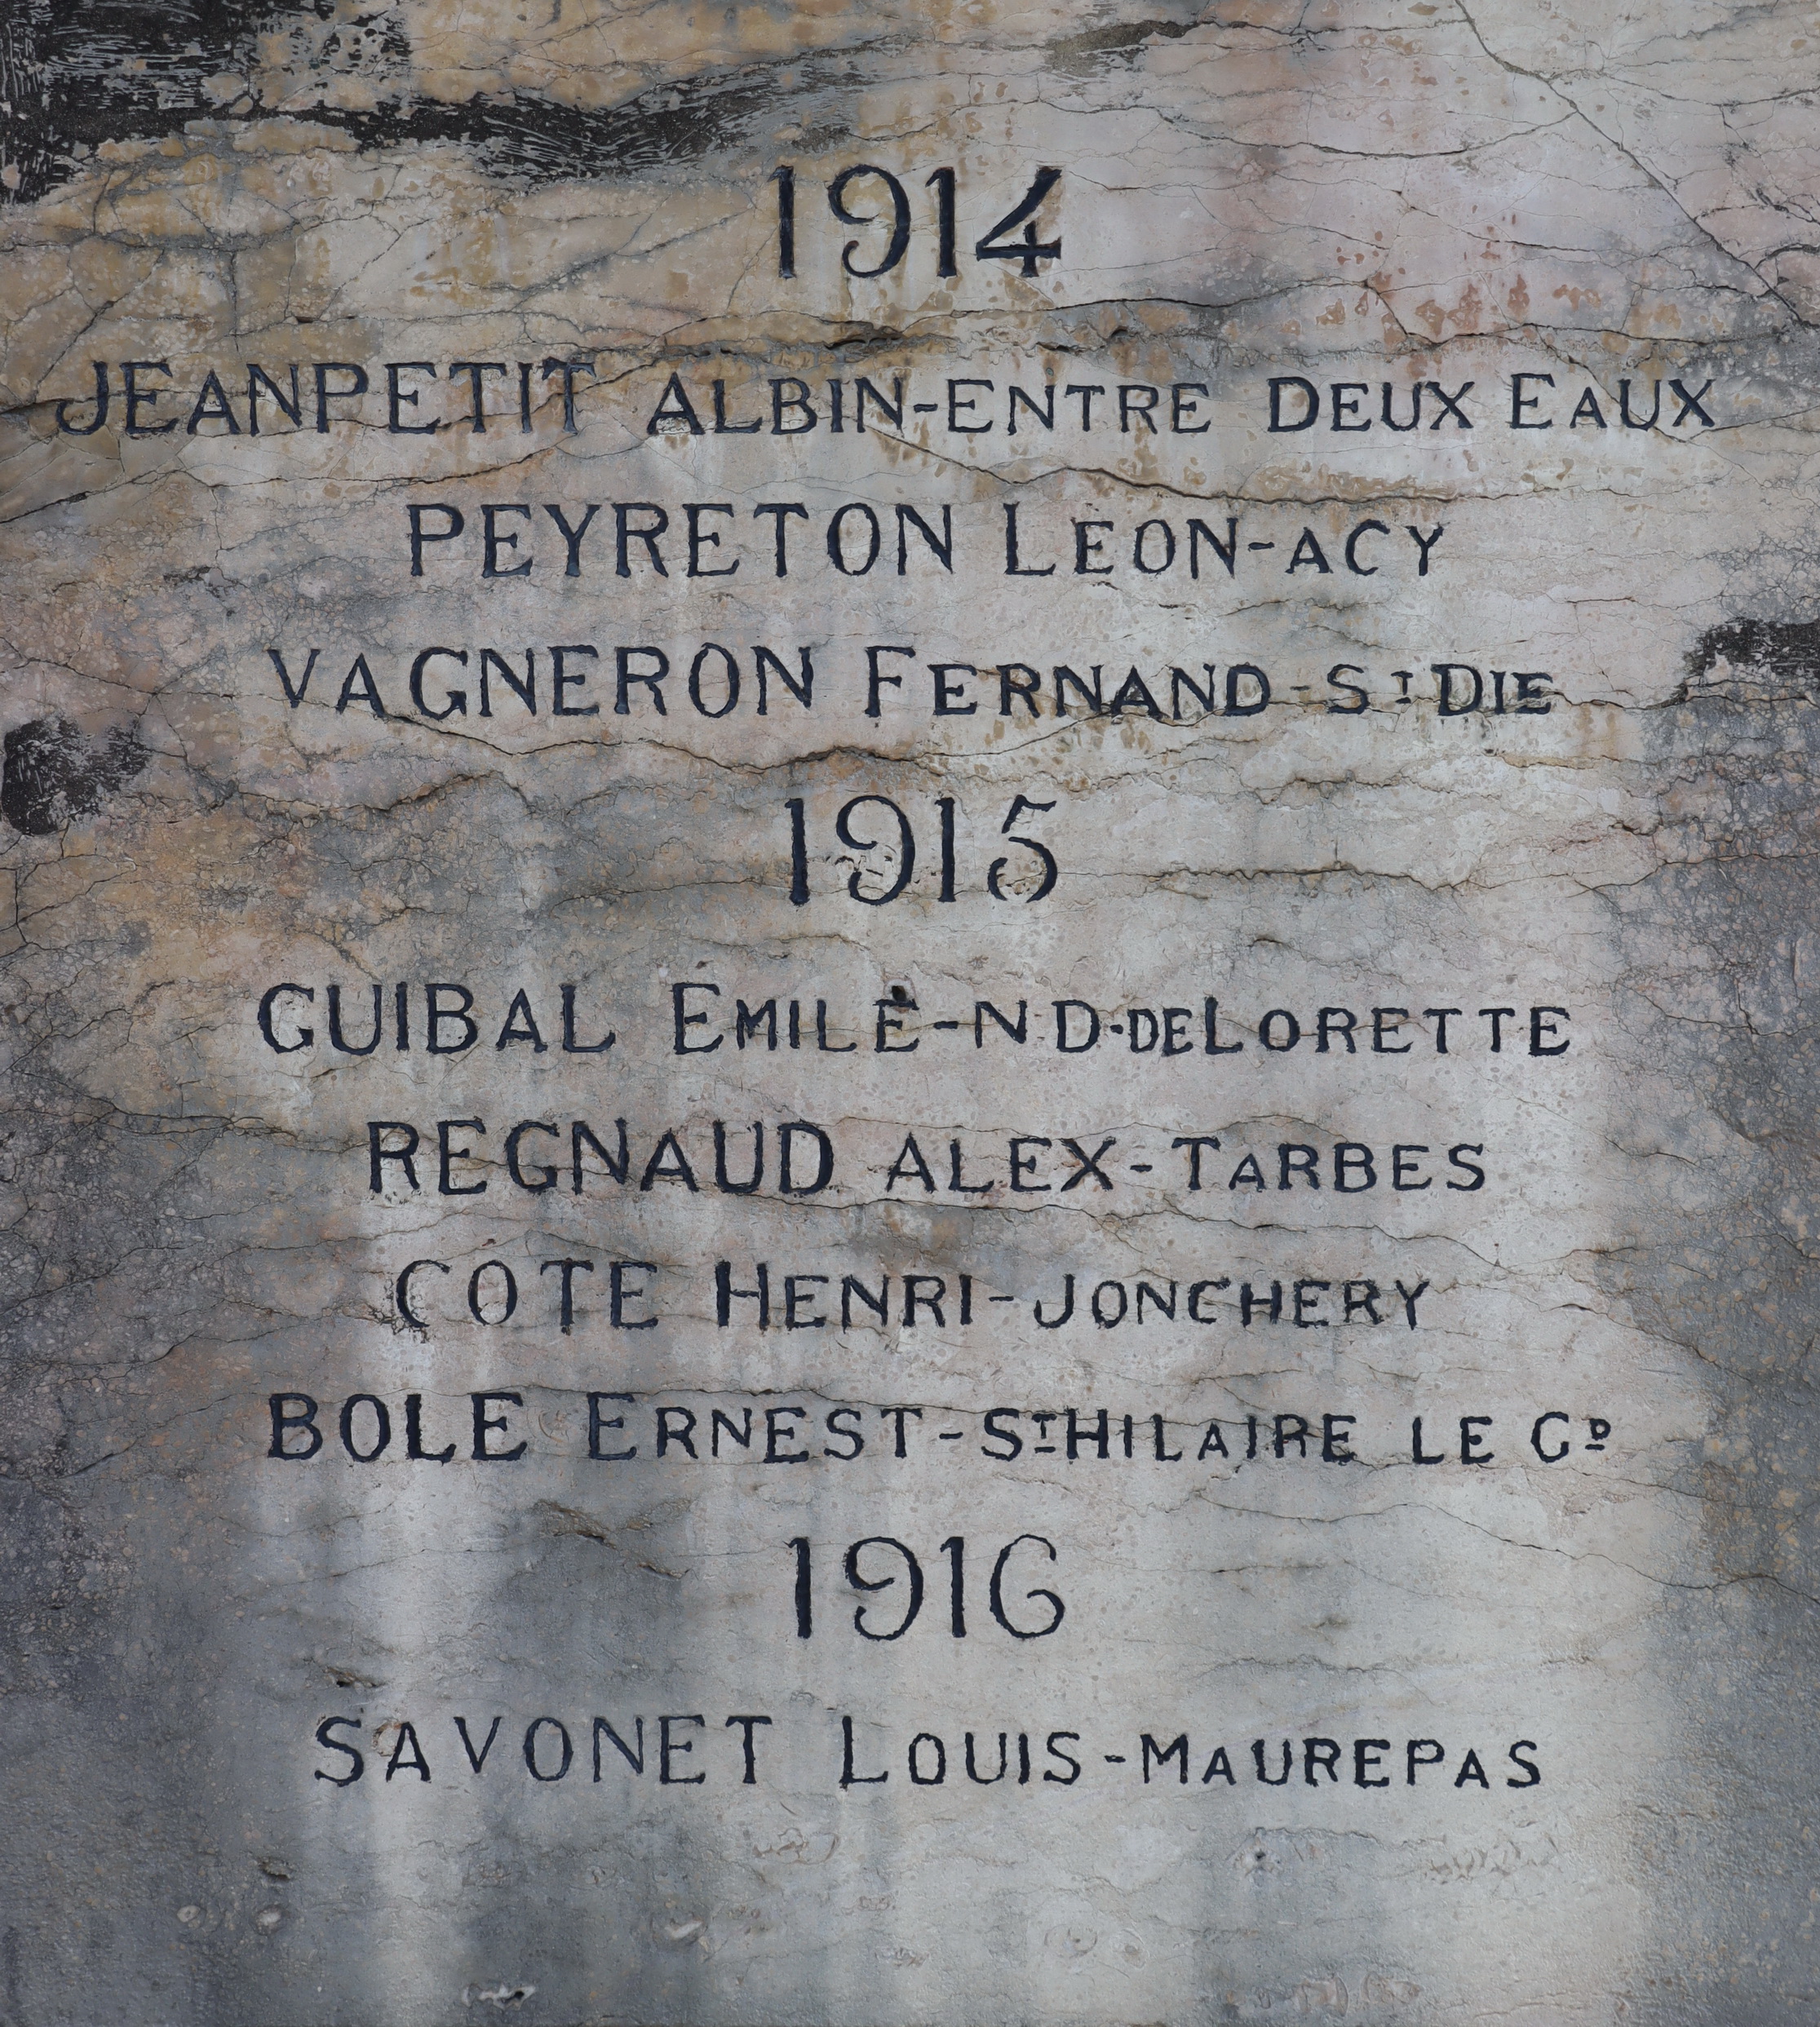 1914
JEANPETIT ALBIN-ENTRE DEUX EAUX
PEYRETON LEON-ACY
VAGNERON FERNAND-ST DIE
1915
GUIBAL EMILE-N D·DE LORETTE
REGNAUD ALEX-TARBES
COTE HENRI-JONCHERY
BOLE ERNEST-ST HILAIRE LE GD
1916
SAVONET LOUIS-MAUREPAS